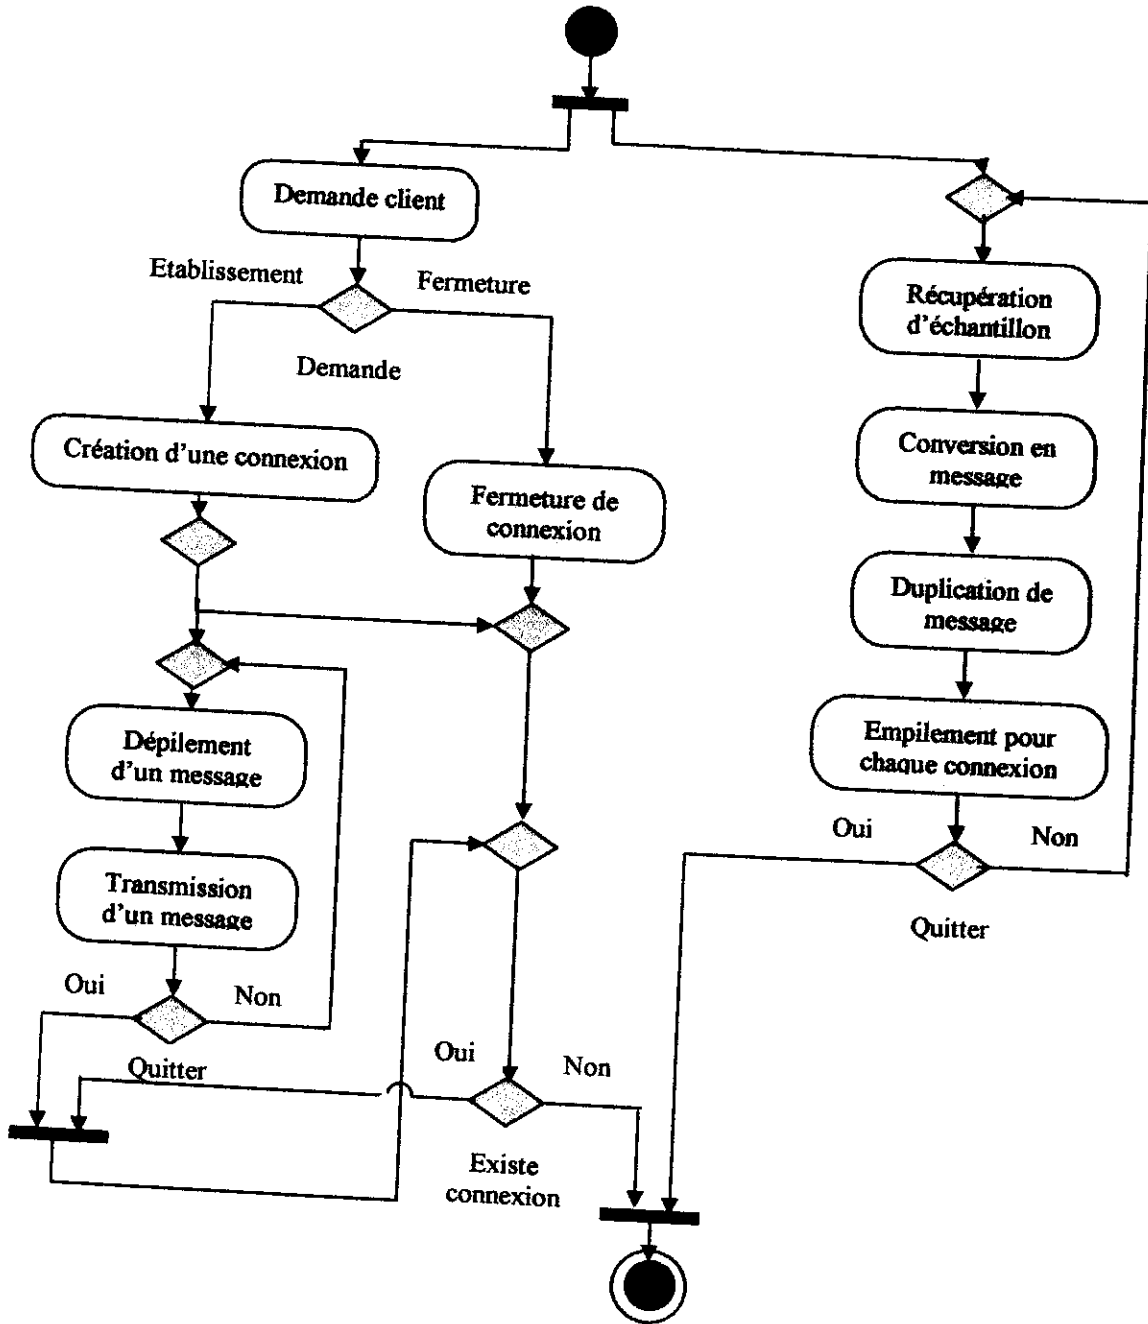 Demande client
Etablissement
Fermeture
Demande
Création d'une connexion
Fermeture de
connexion
Dépilement
d'un message
Transmission
d'un message
Oui
Non
Quitter
Oui
Non
Existe
connexion
Récupération
d'échantillon
Conversion en
message
Duplication de
message
Empilement pour
chaque connexion
Oui
Non
Quitter